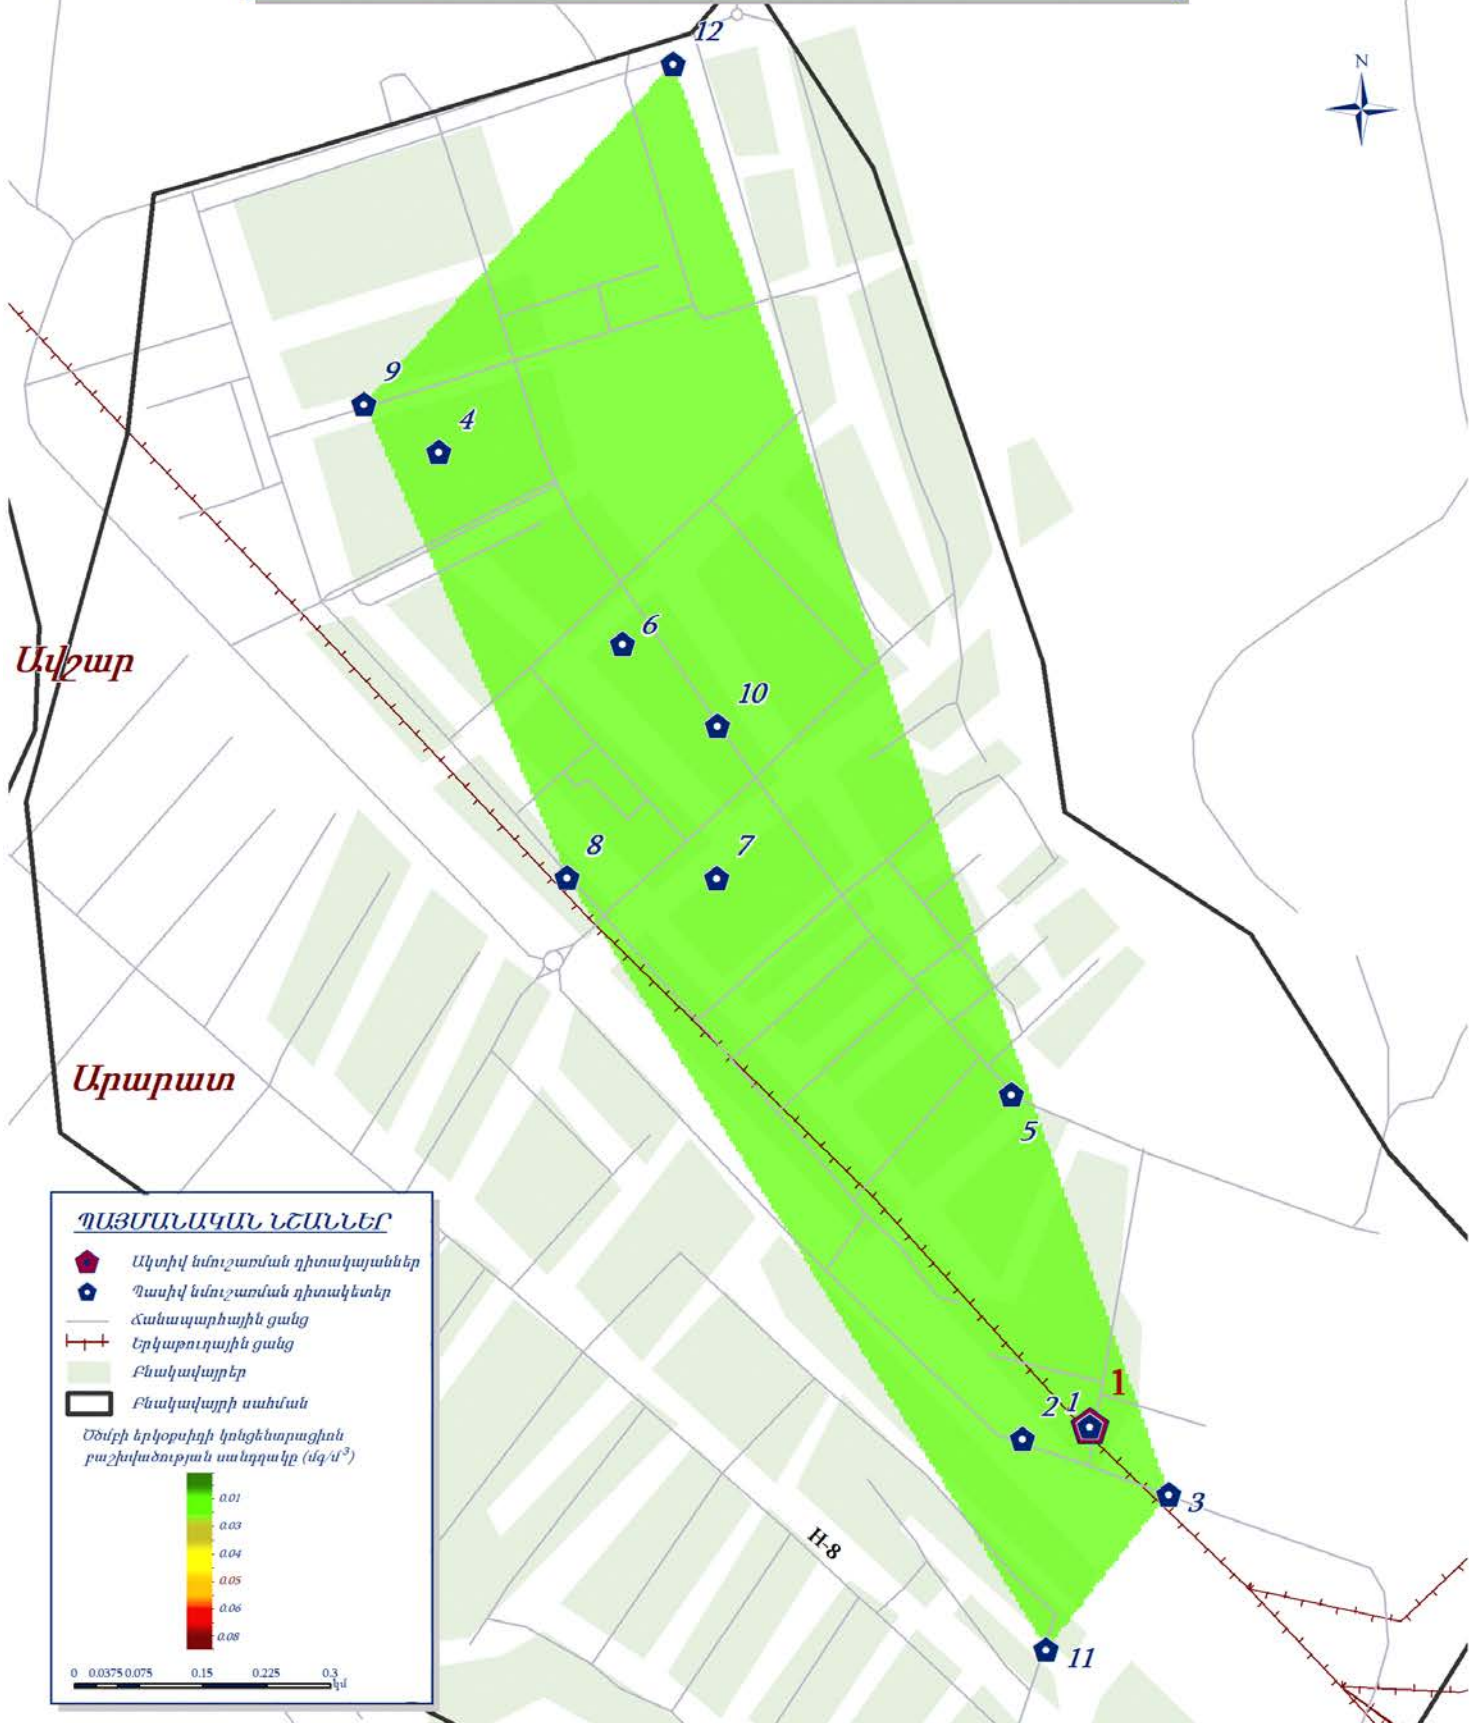 12
N
9
4
6
Ավշար
10
8
7
Արարատ
5
1
2 1
3
H-8
11
ՊԱՅՄԱՆԱԿԱՆ ՆՇԱՆՆԵՐ
Ակտիվ նմուշառման դիտակայաններ
Պասիվ նմուշառման դիտակետեր
Ճանապարհային ցանց
Երկաթուղային ցանց
Բնակավայրեր
Բնակավայրի սահման
Ծծմբի երկօքսիդի կոնցենտրացիոն
բաշխվածության սանդղակը (մգ/մ³)
0.01
0.03
0.04
0.05
0.06
0.08
0 0.0375 0.075 0.15 0.225 0.3
կմ